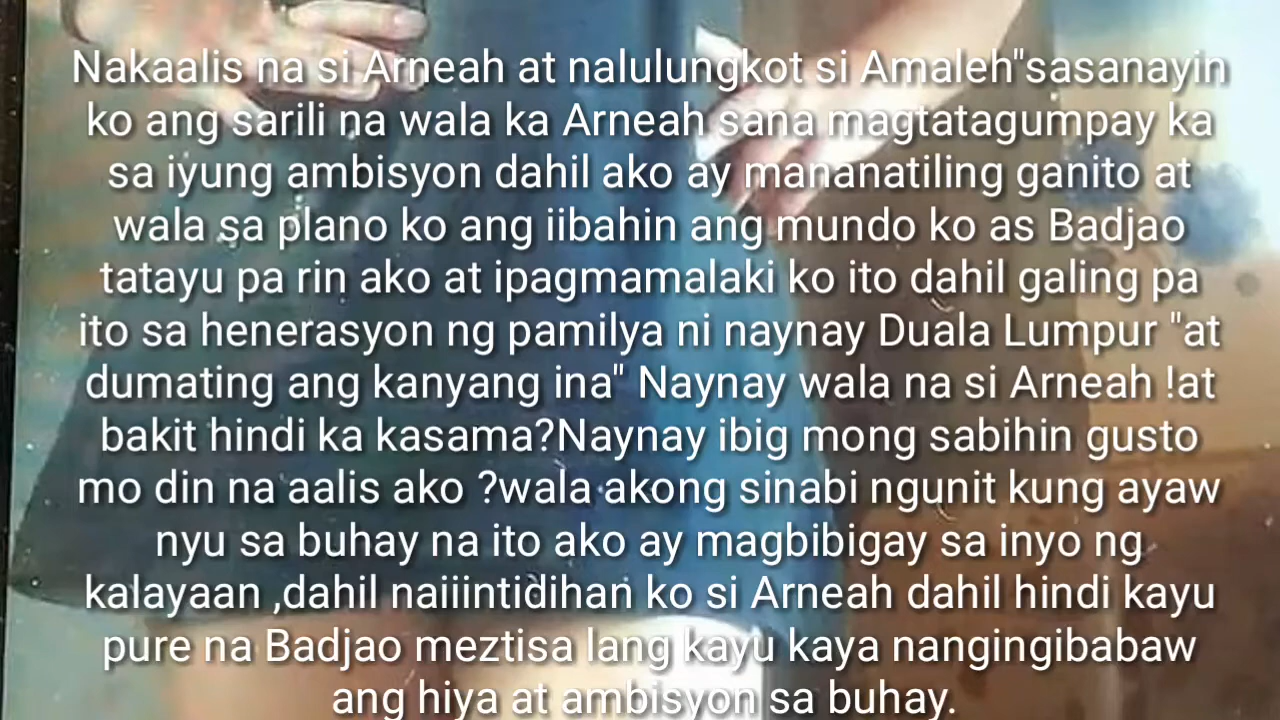 Nakaalis na si Arneah at nalulungkot si Amaleh"sasanayin
ko ang sarili na wala ka Arneah sana magtatagumpay ka
sa iyung ambisyon dahil ako ay mananatiling ganito at
wala sa plano ko ang iibahin ang mundo ko as Badjao
tatayu pa rin ako at ipagmamalaki ko ito dahil galing pa
ito sa henerasyon ng pamilya ni naynay Duala Lumpur "at
dumating ang kanyang ina" Naynay wala na si Arneah !at
bakit hindi ka kasama?Naynay ibig mong sabihin gusto
mo din na aalis ako ?wala akong sinabi ngunit kung ayaw
nyu sa buhay na ito ako ay magbibigay sa inyo ng
kalayaan ,dahil naiiintidihan ko si Arneah dahil hindi kayu
pure na Badjao meztisa lang kayu kaya nangingibabaw
ang hiya at ambisyon sa buhay.